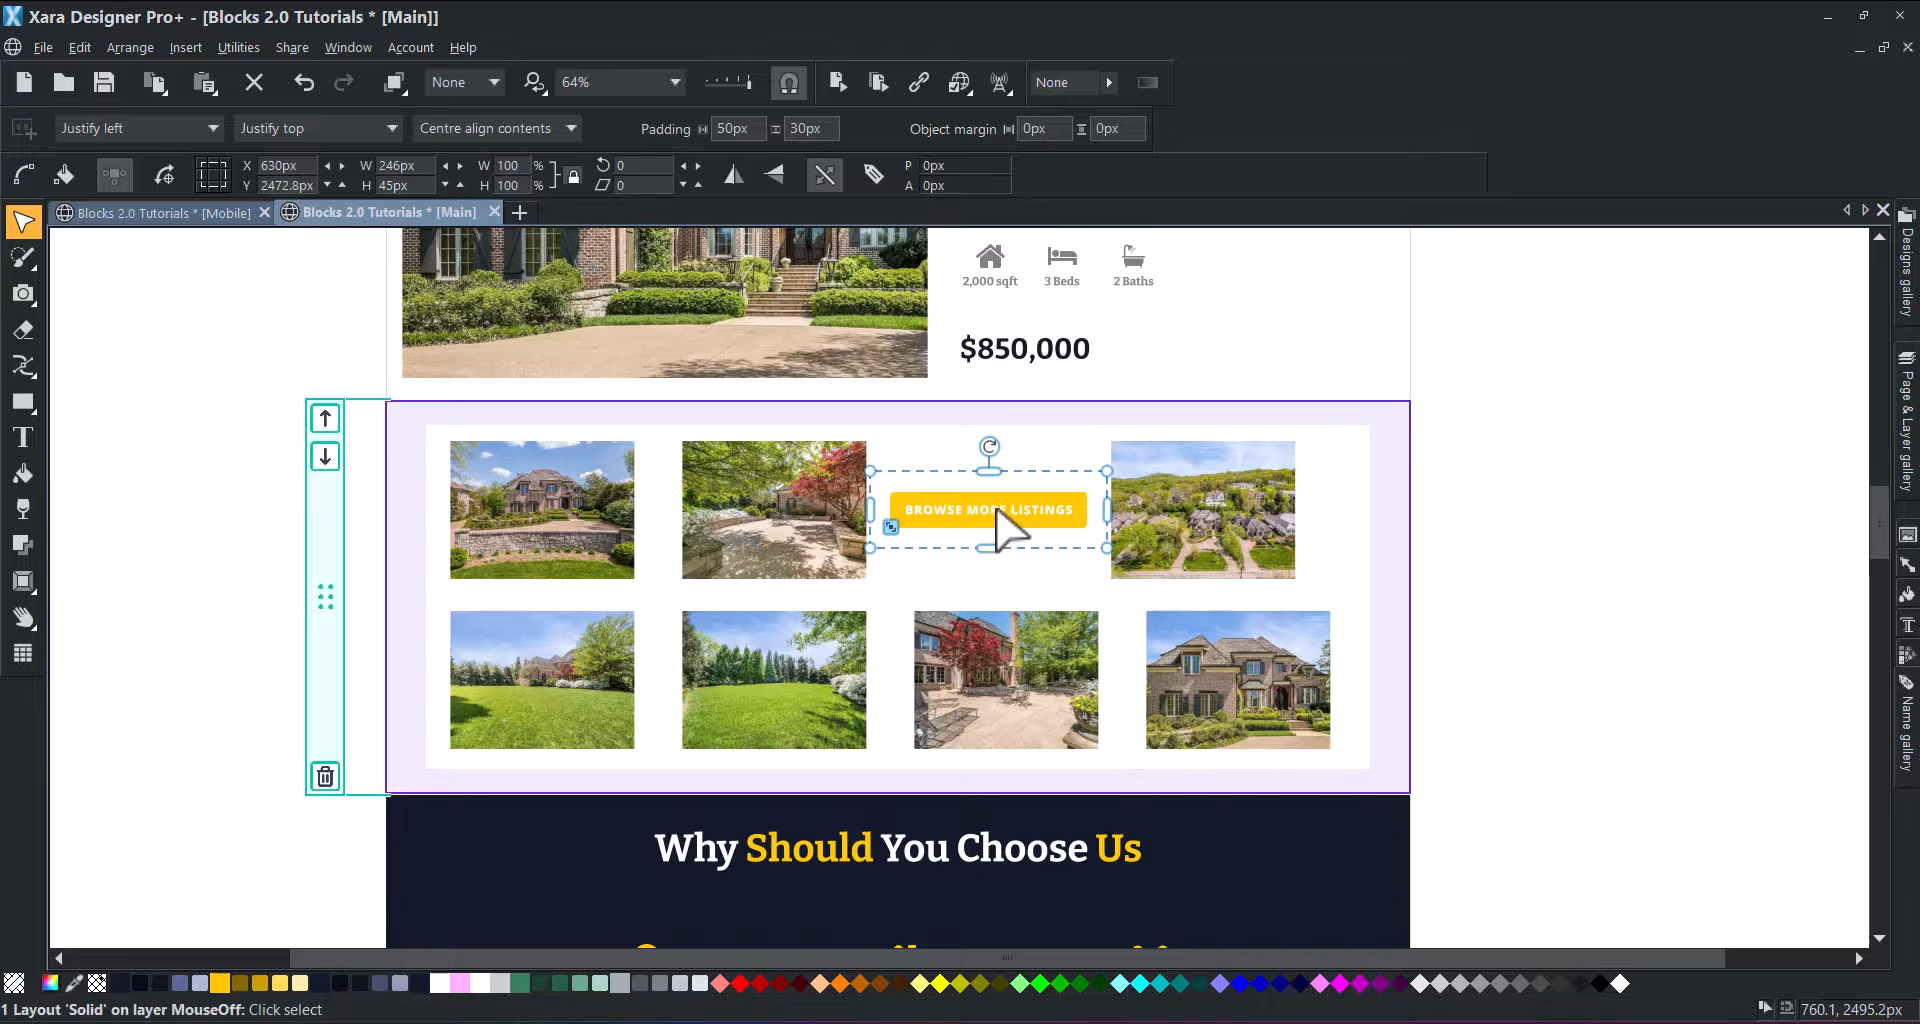 Xara Designer Pro+ - [Blocks 2.0 Tutorials * [Main]]
File Edit Arrange Insert Utilities Share Window Account Help
None 64% None
Justify left Justify top Centre align contents Padding 50px 30px Object margin 0px 0px
X 630px W 246px W 100 % 0 P 0px
Y 2472.8px H 45px H 100 % 0 A 0px
Blocks 2.0 Tutorials * [Mobile] Blocks 2.0 Tutorials * [Main]
Designs gallery
Page & Layer gallery
Name gallery
2,000 sqft 3 Beds 2 Baths
$850,000
BROWSE MORE LISTINGS
Why Should You Choose Us
1 Layout 'Solid' on layer MouseOff: Click select
760.1, 2495.2px